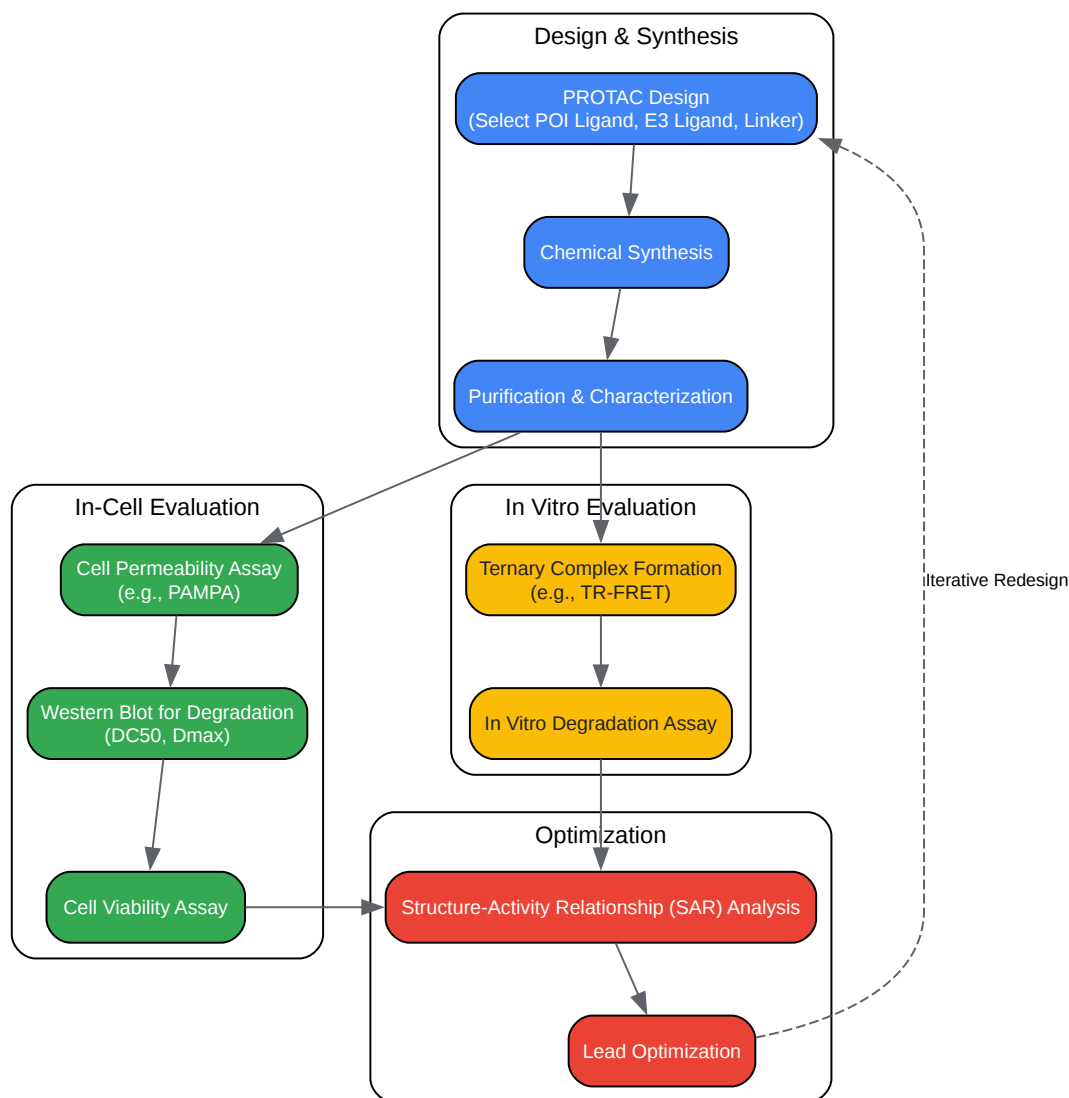 Design & Synthesis
PROTAC Design
(Select POI Ligand, E3 Ligand, Linker)
Chemical Synthesis
Purification & Characterization
In-Cell Evaluation
Cell Permeability Assay
(e.g., PAMPA)
Western Blot for Degradation
(DC50, Dmax)
Cell Viability Assay
In Vitro Evaluation
Ternary Complex Formation
(e.g., TR-FRET)
In Vitro Degradation Assay
Optimization
Structure-Activity Relationship (SAR) Analysis
Lead Optimization
Iterative Redesign